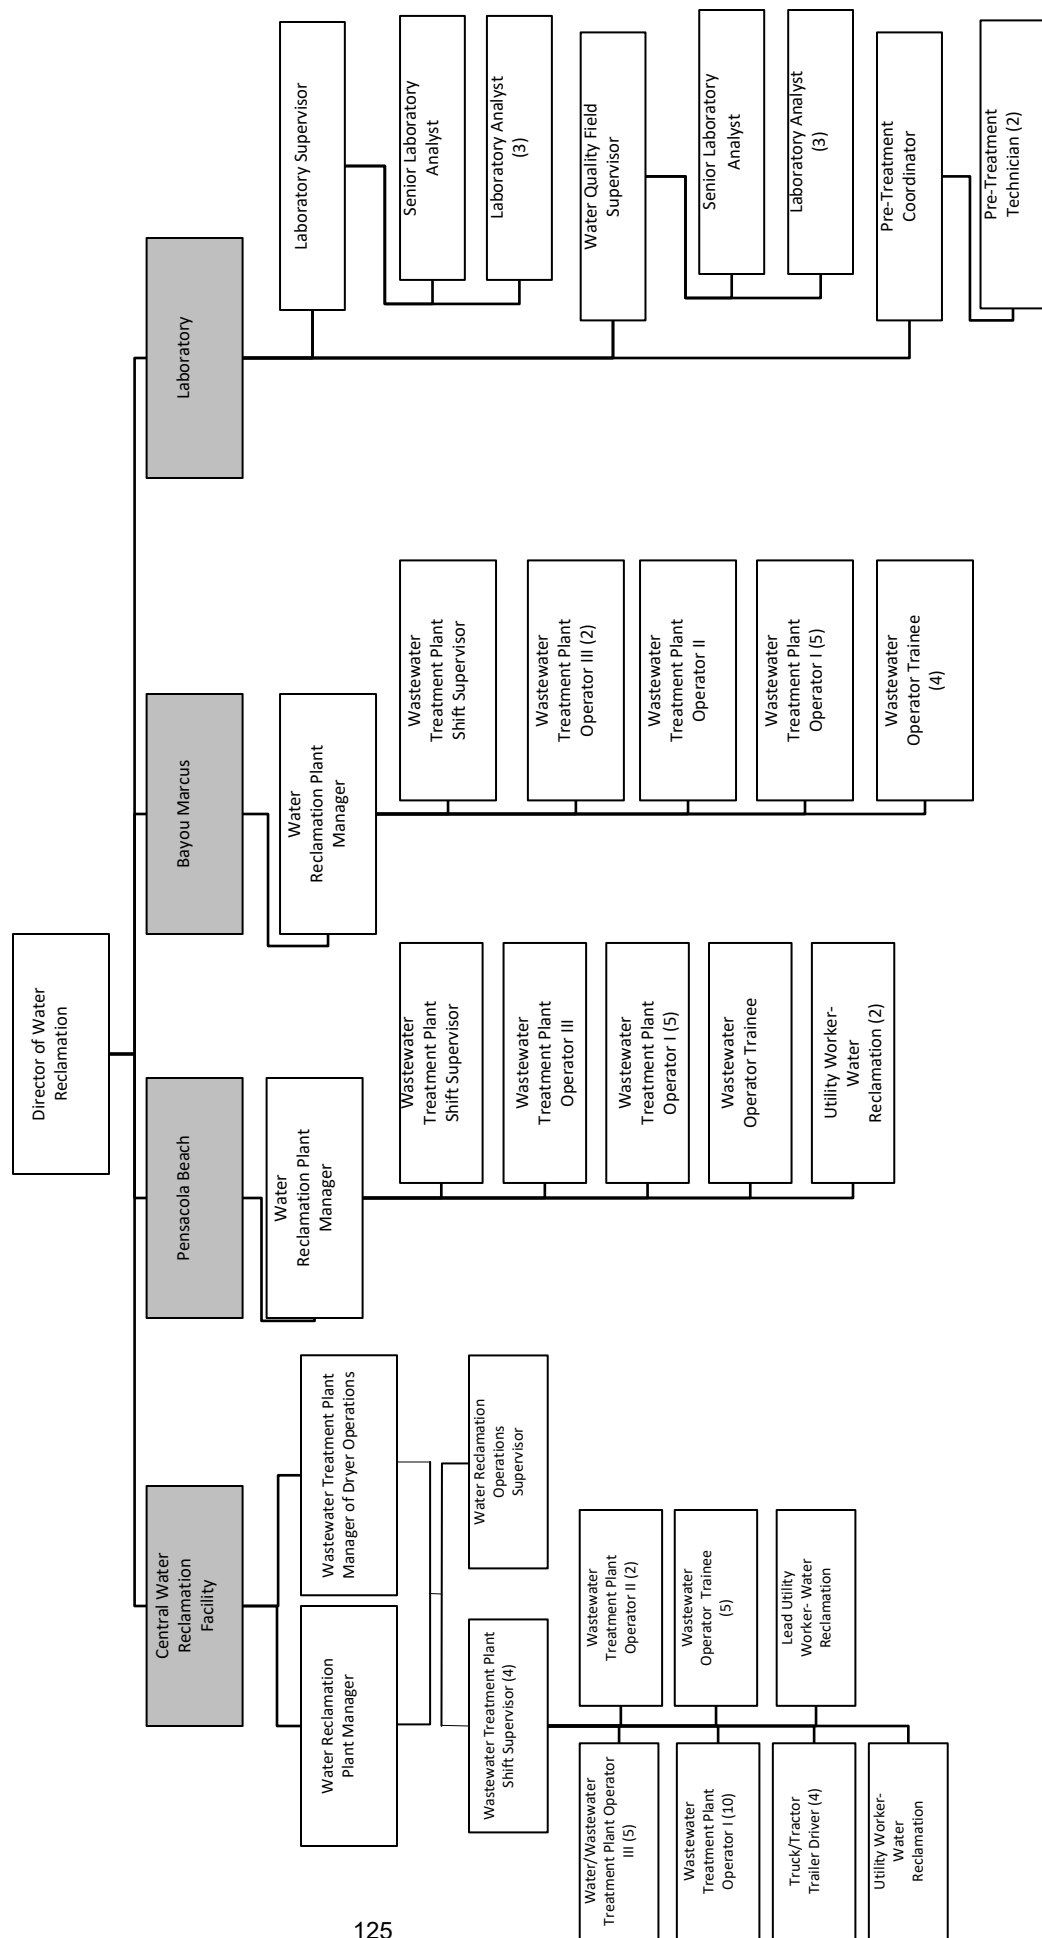 Director of Water
Reclamation
Central Water
Reclamation
Facility
Water Reclamation
Plant Manager
Wastewater Treatment Plant
Manager of Dryer Operations
Wastewater Treatment Plant
Shift Supervisor (4)
Water Reclamation
Operations
Supervisor
Water/Wastewater
Treatment Plant Operator
III (5)
Wastewater
Treatment Plant
Operator II (2)
Wastewater
Treatment Plant
Operator I (10)
Wastewater
Operator Trainee
(5)
Truck/Tractor
Trailer Driver (4)
Lead Utility
Worker- Water
Reclamation
Utility Worker-
Water
Reclamation
Pensacola Beach
Water
Reclamation Plant
Manager
Wastewater
Treatment Plant
Shift Supervisor
Wastewater
Treatment Plant
Operator III
Wastewater
Treatment Plant
Operator I (5)
Wastewater
Operator Trainee
Utility Worker-
Water
Reclamation (2)
Bayou Marcus
Water
Reclamation Plant
Manager
Wastewater
Treatment Plant
Shift Supervisor
Wastewater
Treatment Plant
Operator III (2)
Wastewater
Treatment Plant
Operator II
Wastewater
Treatment Plant
Operator I (5)
Wastewater
Operator Trainee
(4)
Laboratory
Laboratory Supervisor
Senior Laboratory
Analyst
Laboratory Analyst
(3)
Water Quality Field
Supervisor
Senior Laboratory
Analyst
Laboratory Analyst
(3)
Pre-Treatment
Coordinator
Pre-Treatment
Technician (2)
125